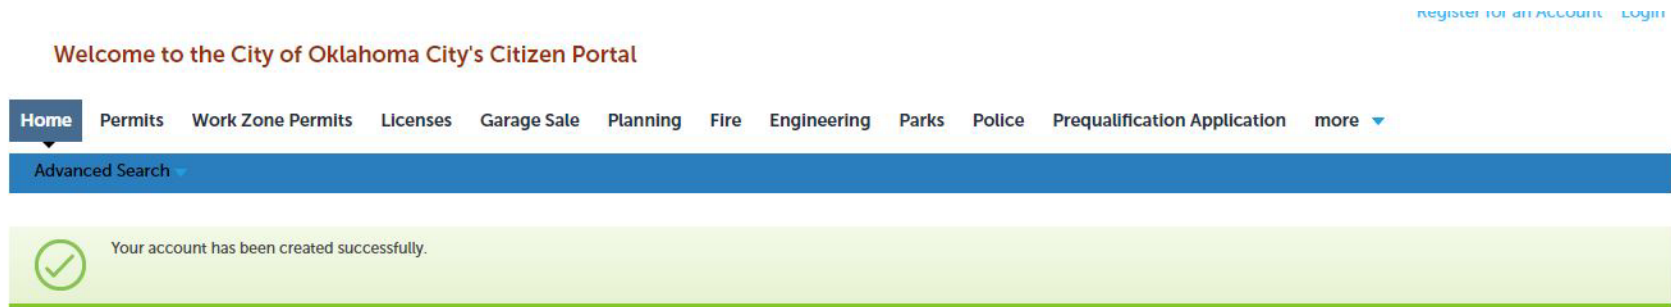 Register for an Account Login
Welcome to the City of Oklahoma City's Citizen Portal
Home Permits Work Zone Permits Licenses Garage Sale Planning Fire Engineering Parks Police Prequalification Application more
Advanced Search
Your account has been created successfully.